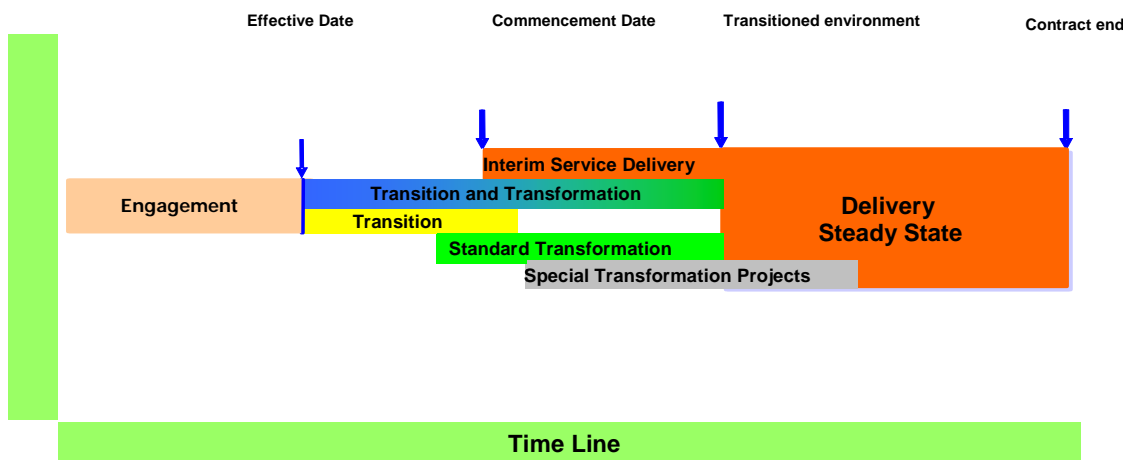 Effective Date
Commencement Date
Transitioned environment
Contract end
Interim Service Delivery
Engagement
Transition and Transformation
Transition
Delivery
Steady State
Standard Transformation
Special Transformation Projects
Time Line